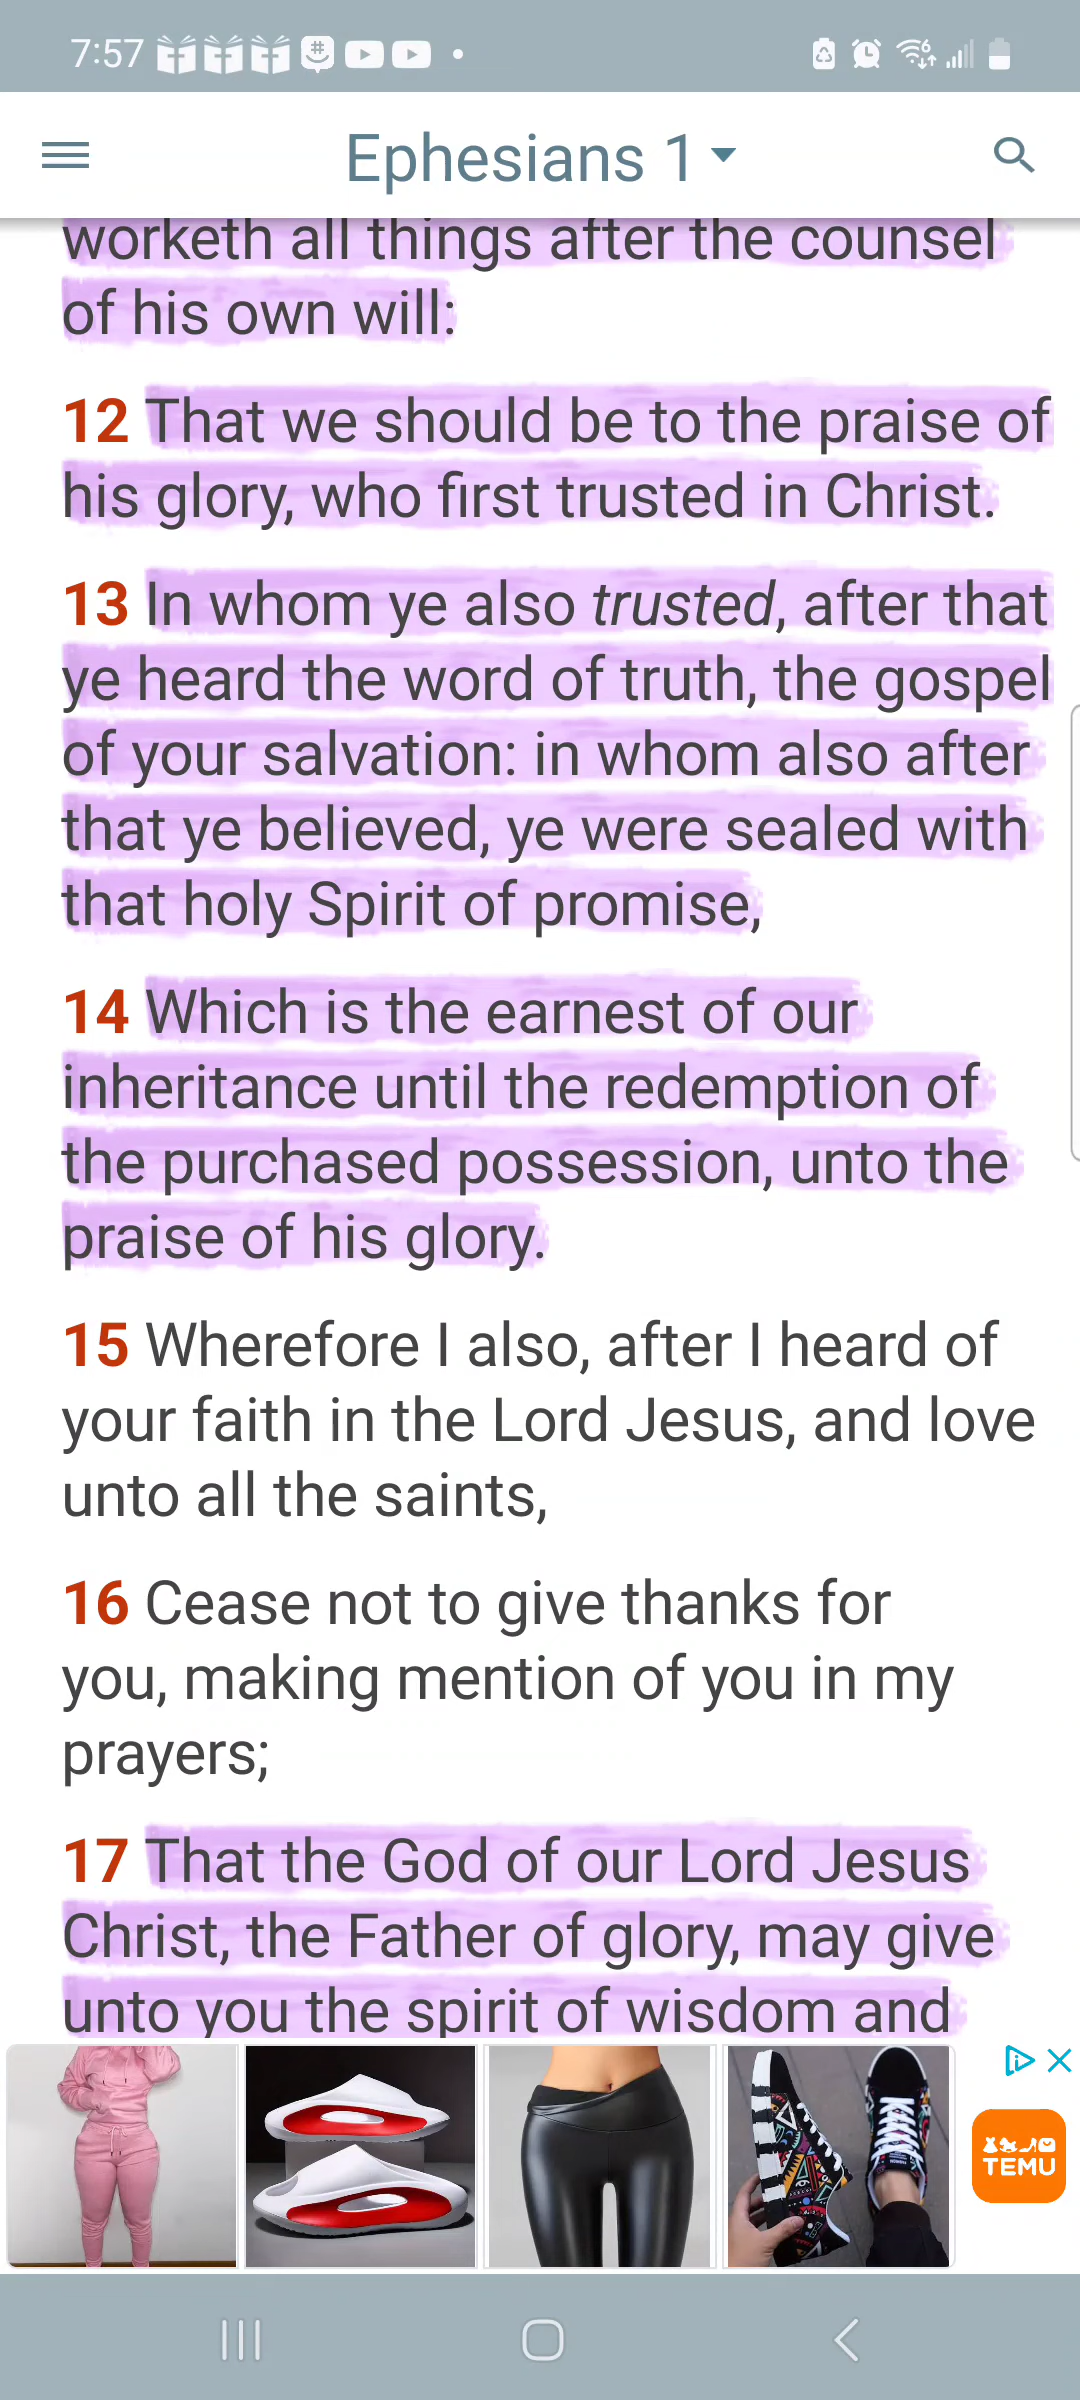 7:57
Ephesians 1
worketh all things after the counsel
of his own will:
12 That we should be to the praise of
his glory, who first trusted in Christ.
13 In whom ye also trusted, after that
ye heard the word of truth, the gospel
of your salvation: in whom also after
that ye believed, ye were sealed with
that holy Spirit of promise,
14 Which is the earnest of our
inheritance until the redemption of
the purchased possession, unto the
praise of his glory.
15 Wherefore I also, after I heard of
your faith in the Lord Jesus, and love
unto all the saints,
16 Cease not to give thanks for
you, making mention of you in my
prayers;
17 That the God of our Lord Jesus
Christ, the Father of glory, may give
unto you the spirit of wisdom and
TEMU